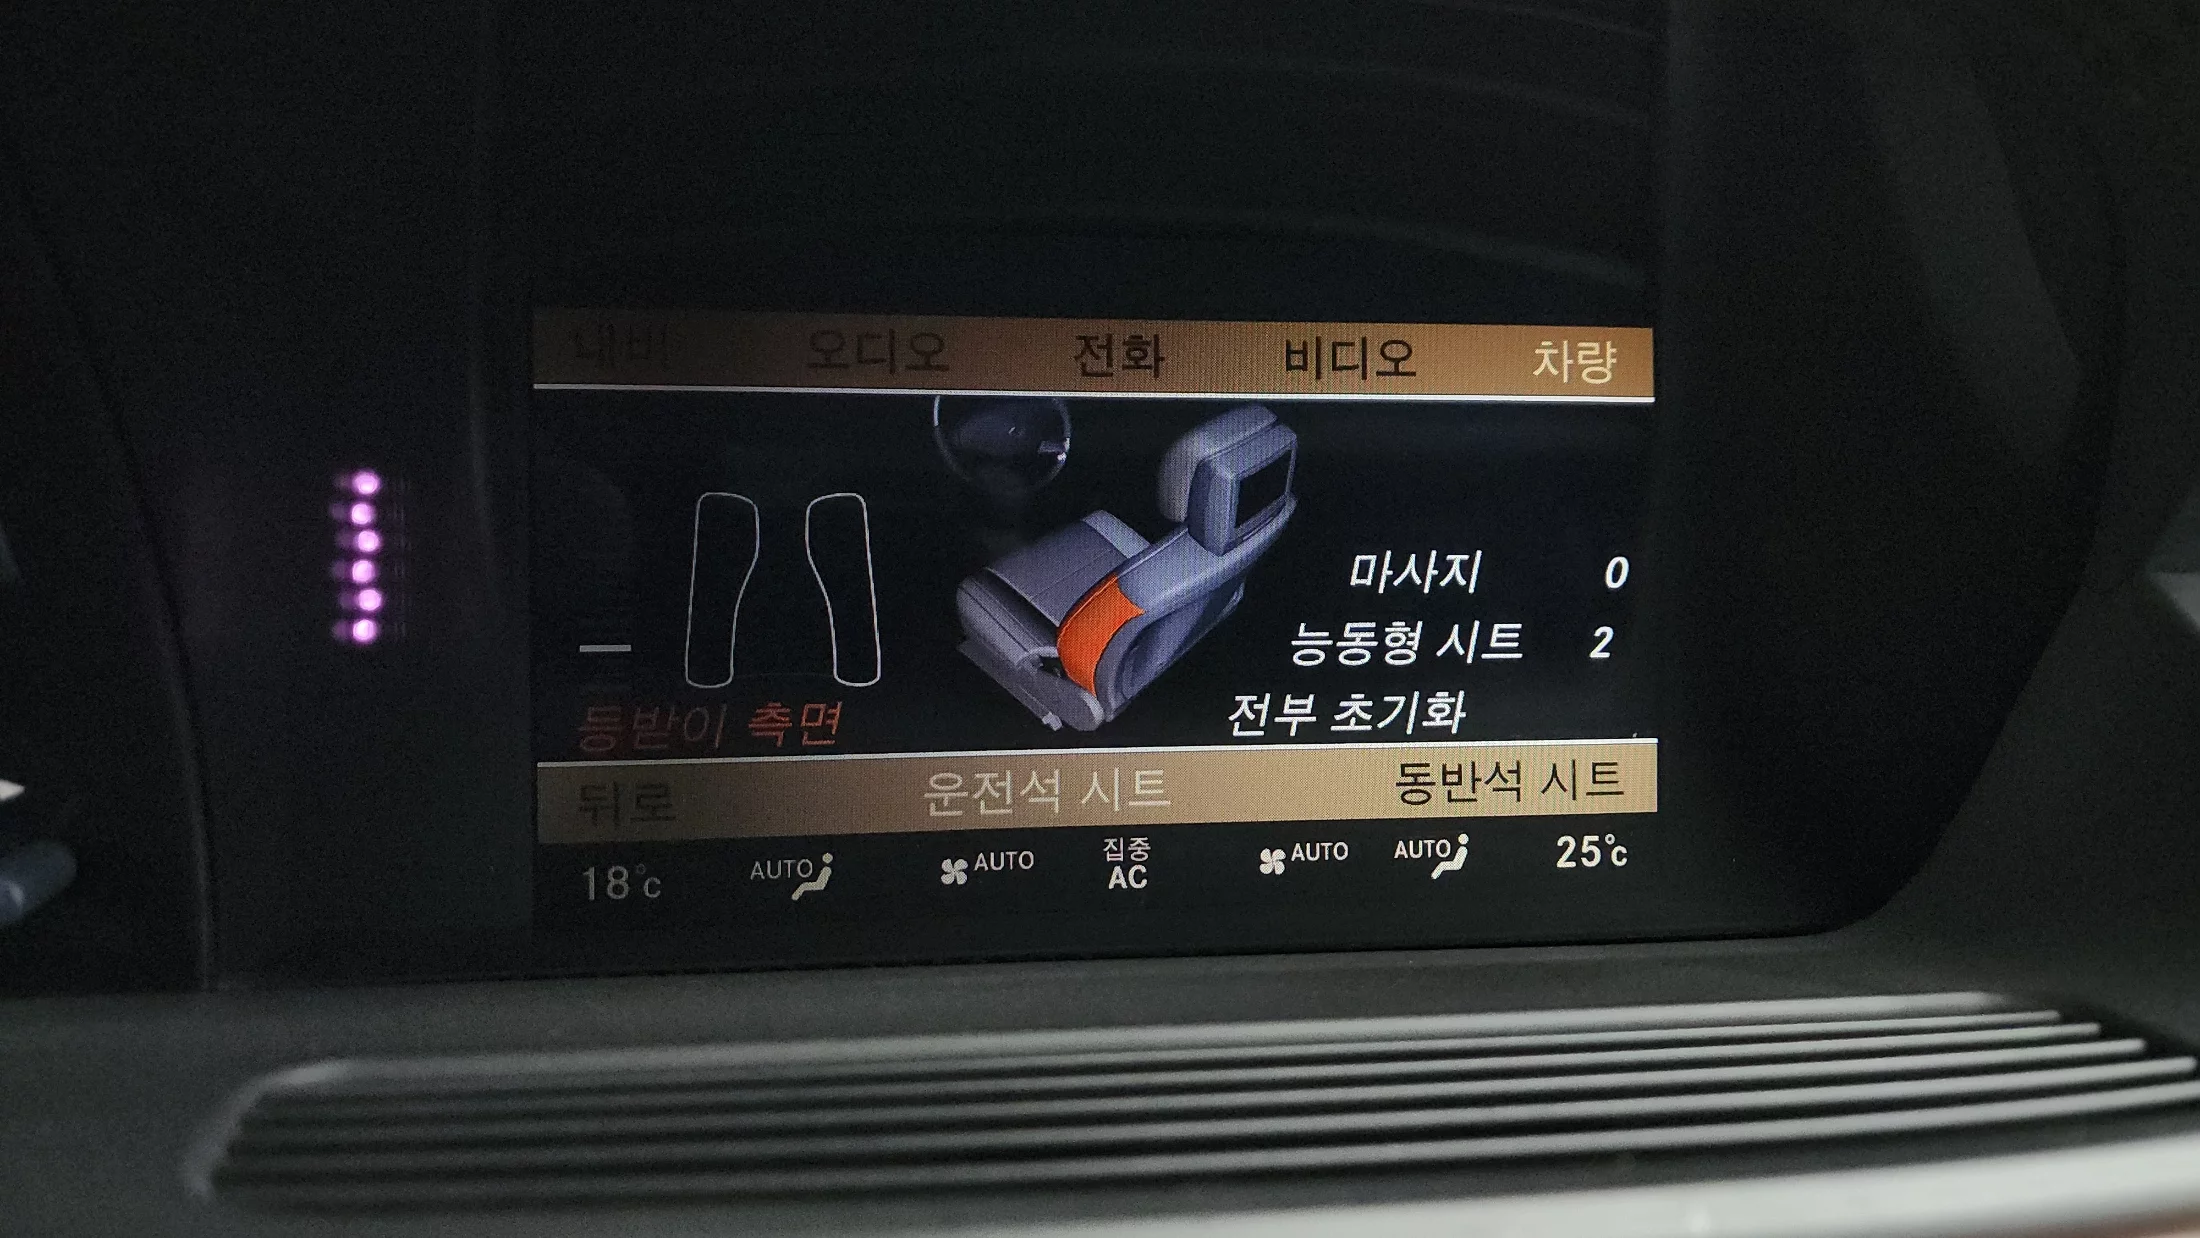 내비 오디오 전화 비디오 차량
마사지 0
능동형 시트 2
등받이 측면 전부 초기화
뒤로 운전석 시트 동반석 시트
18°C AUTO AUTO 집중 AC AUTO AUTO 25°C